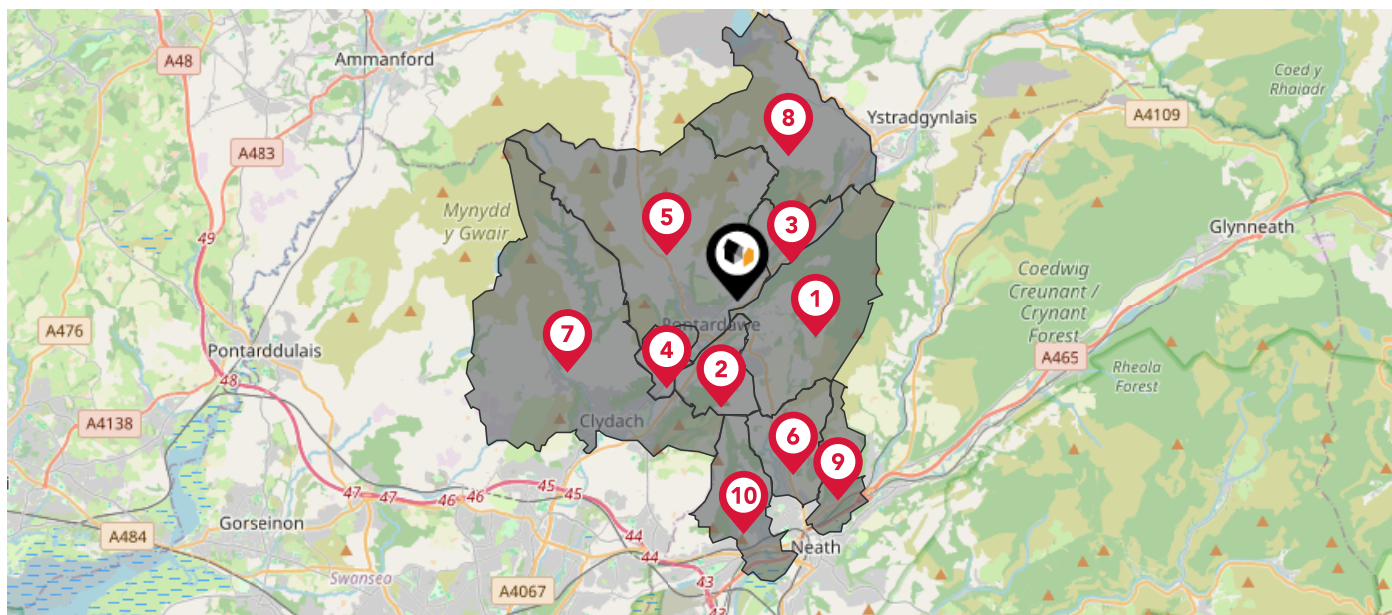 A48
Ammanford
Coed y
Rhaiadr
8
Ystradgynlais
A4109
A483
Mynydd
y Gwair
5
3
49
Glynneath
Coedwig
Creunant /
Crynant
Forest
1
A476
Pontardawe
7
4
2
Pontarddulais
A465
Rheola
Forest
48
A4138
Clydach
6
9
47
47
46
46
45
45
10
Gorseinon
A484
44
44
Neath
Swansea
A4067
43
43